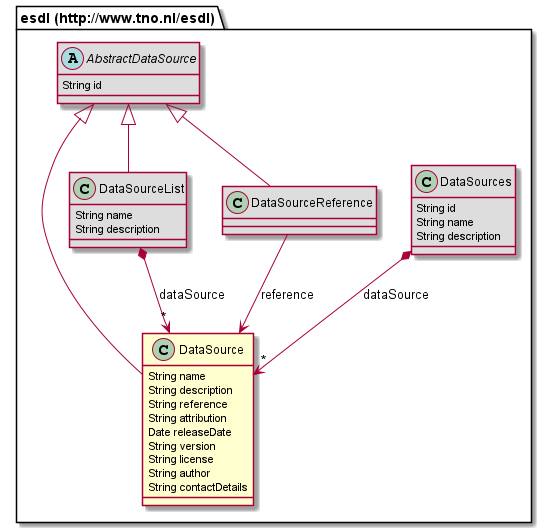 esdl (http://www.tno.nl/esdl)
A AbstractDataSource
String id
C DataSourceList
String name
String description
C DataSourceReference
C DataSources
String id
String name
String description
dataSource
*
reference
dataSource
*
C DataSource
String name
String description
String reference
String attribution
Date releaseDate
String version
String license
String author
String contactDetails